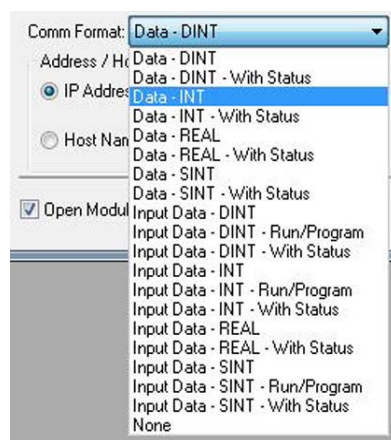 Comm Format: Data - DINT
Address / Ho
IP Addres
Host Nan
Open Modul
Data - DINT
Data - DINT - With Status
Data - INT
Data - INT - With Status
Data - REAL
Data - REAL - With Status
Data - SINT
Data - SINT - With Status
Input Data - DINT
Input Data - DINT - Run/Program
Input Data - DINT - With Status
Input Data - INT
Input Data - INT - Run/Program
Input Data - INT - With Status
Input Data - REAL
Input Data - REAL - With Status
Input Data - SINT
Input Data - SINT - Run/Program
Input Data - SINT - With Status
None